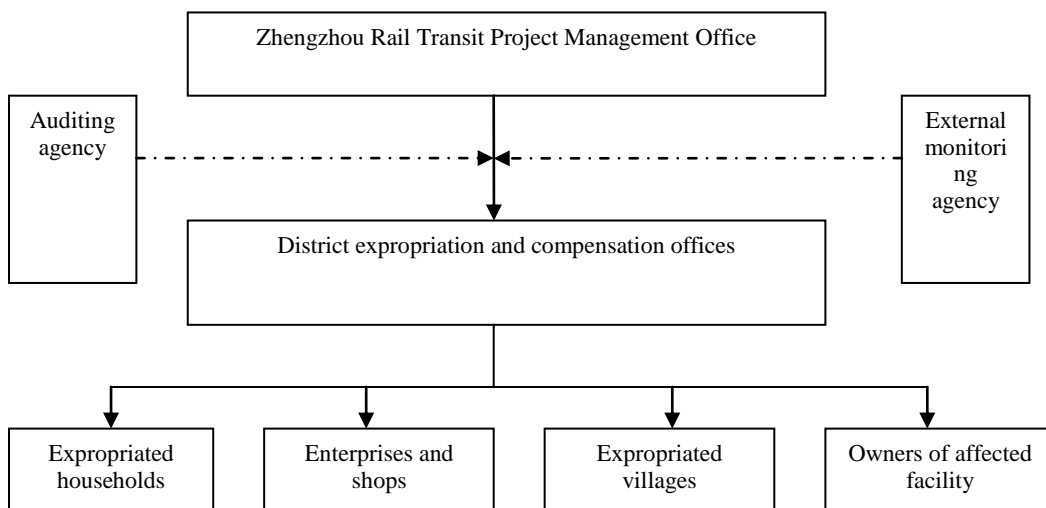 Zhengzhou Rail Transit Project Management Office
Auditing
agency
External
monitori
ng
agency
District expropriation and compensation offices
Expropriated
households
Enterprises and
shops
Expropriated
villages
Owners of affected
facility